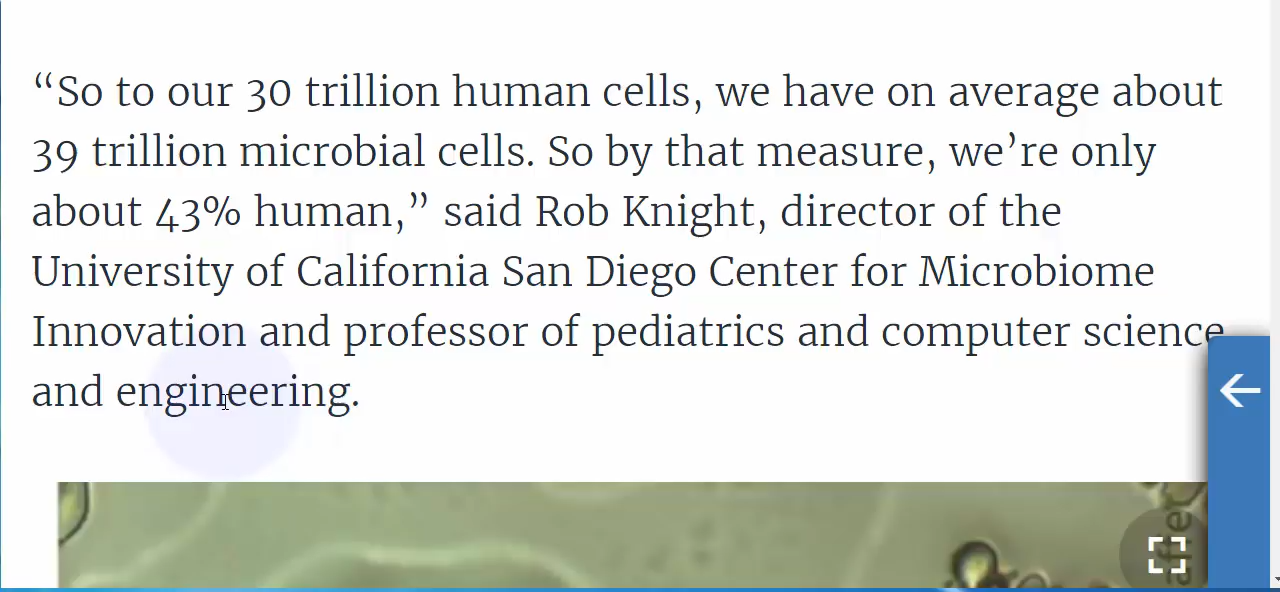 “So to our 30 trillion human cells, we have on average about
39 trillion microbial cells. So by that measure, we’re only
about 43% human,” said Rob Knight, director of the
University of California San Diego Center for Microbiome
Innovation and professor of pediatrics and computer science
and engineering.